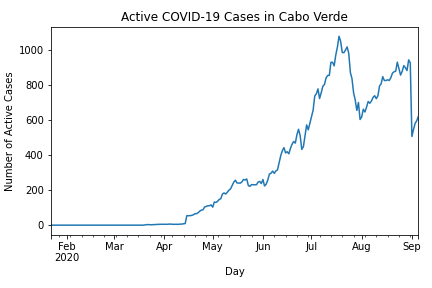 Active COVID-19 Cases in Cabo Verde
Number of Active Cases
1000
800
600
400
200
0
Feb Mar Apr May Jun Jul Aug Sep
2020
Day